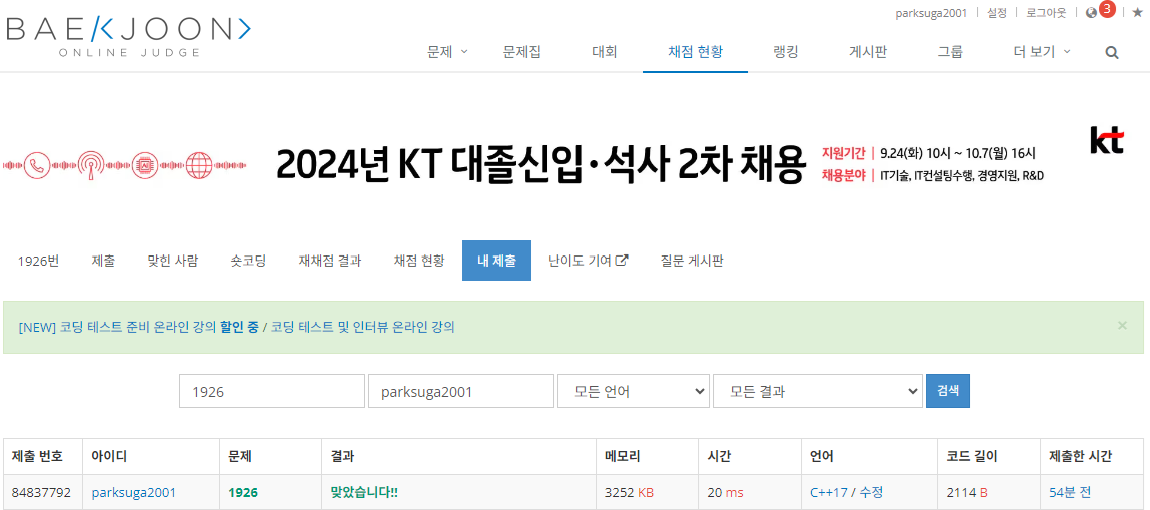 parksuga2001 설정 로그아웃 3
BAEKJOON
ONLINE JUDGE
문제 문제집 대회 채점 현황 랭킹 게시판 그룹 더 보기
kt
AI
2024년 KT 대졸신입·석사 2차 채용
지원기간 | 9.24(화) 10시 ~ 10.7(월) 16시
채용분야 | IT기술, IT컨설팅수행, 경영지원, R&D
1926번 제출 맞힌 사람 숏코딩 재채점 결과 채점 현황 내 제출 난이도 기여 질문 게시판
[NEW] 코딩 테스트 준비 온라인 강의 할인 중 / 코딩 테스트 및 인터뷰 온라인 강의 ×
1926 parksuga2001 모든 언어 모든 결과 검색
제출 번호 아이디 문제 결과 메모리 시간 언어 코드 길이 제출한 시간
84837792 parksuga2001 1926 맞았습니다!! 3252 KB 20 ms C++17 / 수정 2114 B 54분 전